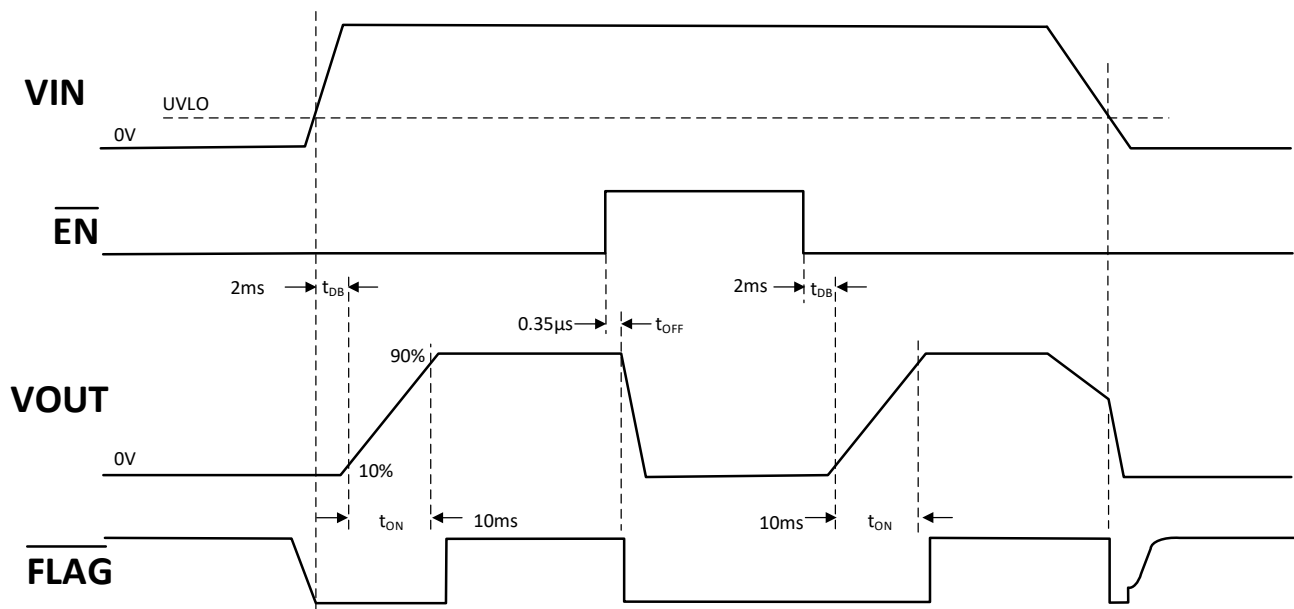 VIN
UVLO
0V
EN
2ms
tDB
2ms
tDB
0.35µs
tOFF
90%
VOUT
0V
10%
tON
10ms
10ms
tON
FLAG